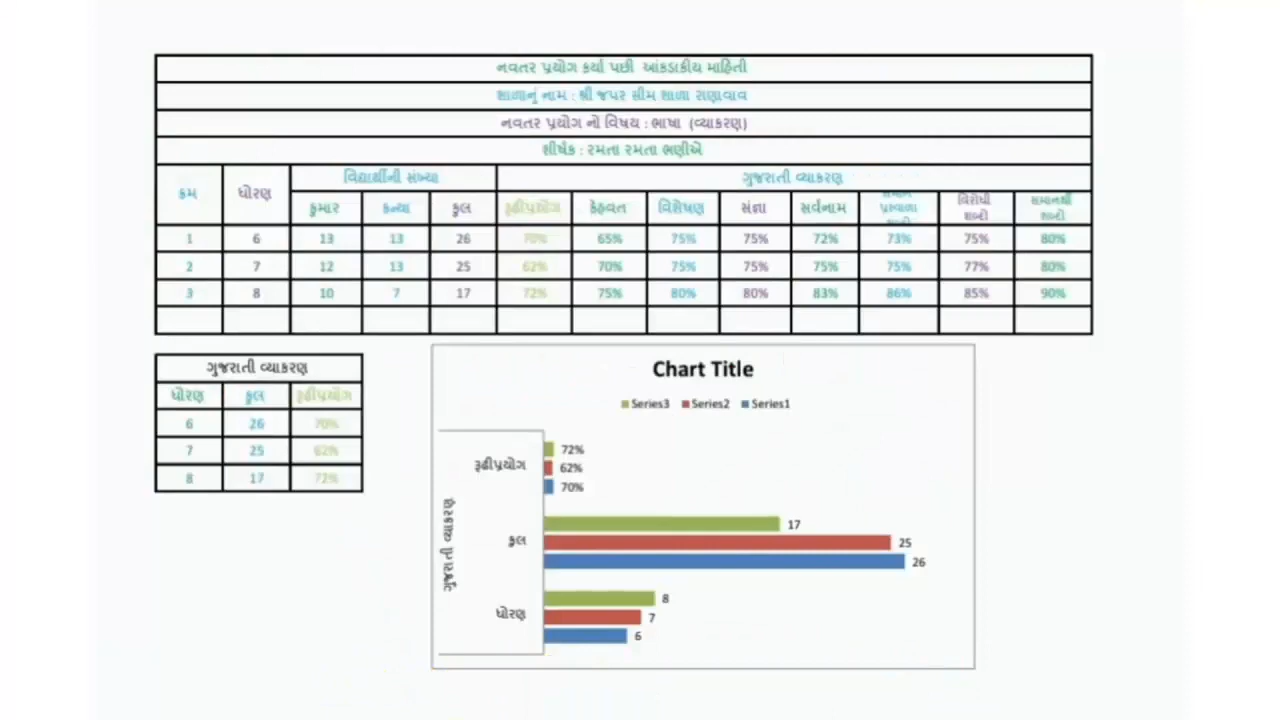 નવતર પ્રયોગ કર્યા પછી આંકડાકીય માહિતી
શાળાનું નામ : શ્રી જપર સીમ શાળા રાણાવાવ
નવતર પ્રયોગ નો વિષય : ભાષા (વ્યાકરણ)
શીર્ષક : રમતા રમતા ભણીએ
ક્રમ ધોરણ વિદ્યાર્થીની સંખ્યા ગુજરાતી વ્યાકરણ
કુમાર કન્યા કુલ રૂઢીપ્રયોગ કેહવત વિશેષણ સંજ્ઞા સર્વનામ વિરોધી શબ્દો સમાનર્થી શબ્દો
1 6 13 13 26 70% 65% 75% 75% 72% 73% 75% 80%
2 7 12 13 25 62% 70% 75% 75% 75% 75% 77% 80%
3 8 10 7 17 72% 75% 80% 80% 83% 86% 85% 90%
ગુજરાતી વ્યાકરણ
ધોરણ કુલ રૂઢીપ્રયોગ
6 26 70%
7 25 62%
8 17 72%
Chart Title
Series3 Series2 Series1
ગુજરાતી વ્યાકરણ
રૂઢીપ્રયોગ
72%
62%
70%
કુલ
17
25
26
ધોરણ
8
7
6